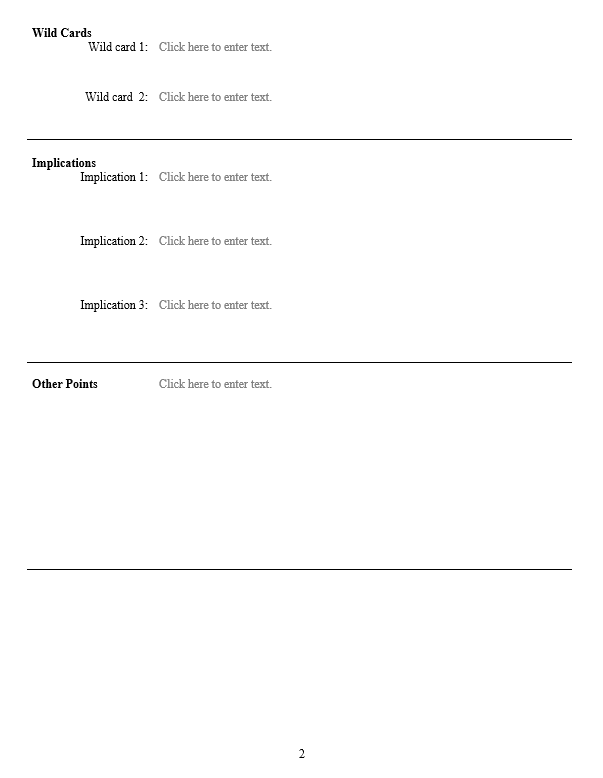 Wild Cards
Wild card 1: Click here to enter text.
Wild card  2: Click here to enter text.
Implications
Implication 1: Click here to enter text.
Implication 2: Click here to enter text.
Implication 3: Click here to enter text.
Other Points Click here to enter text.
2